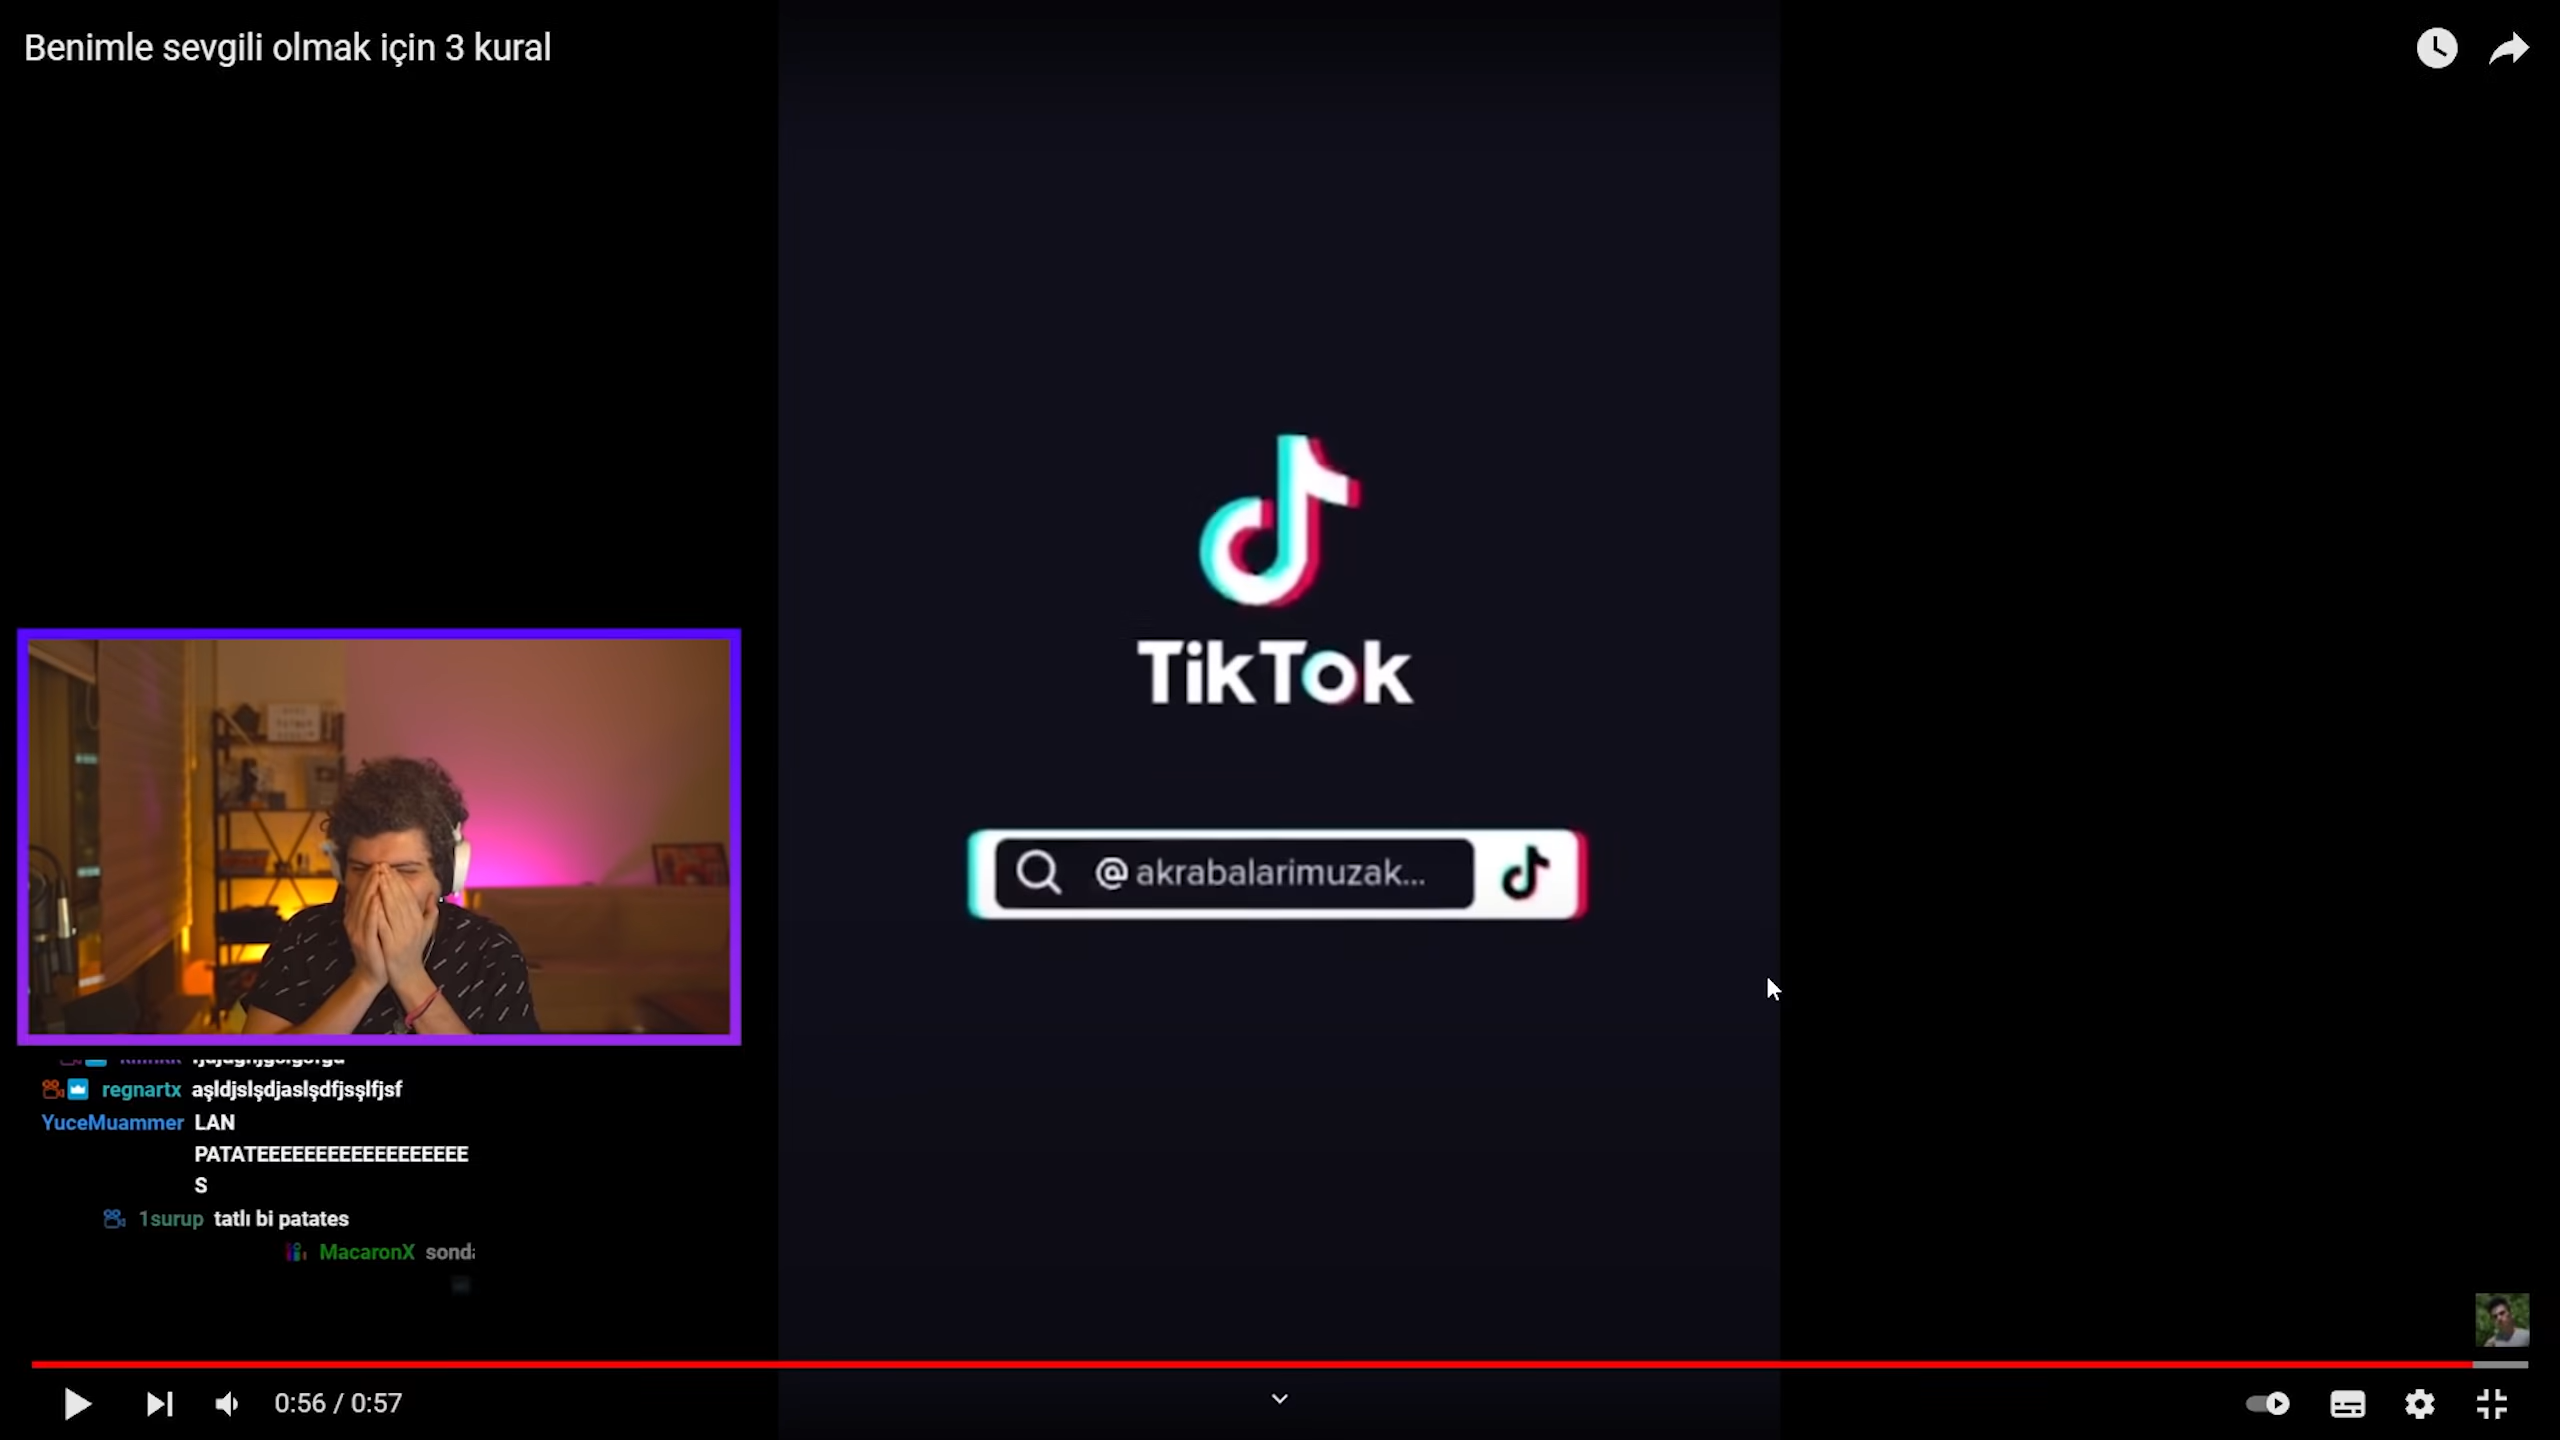 Benimle sevgili olmak için 3 kural
TikTok
@akrabalarimuzak...
regnartx aşldjslşdjaslşdfjsşlfjsf
YuceMuammer LAN
PATATEEEEEEEEEEEEEEEEEE
S
1surup tatlı bi patates
MacaronX sonda
0:56 / 0:57